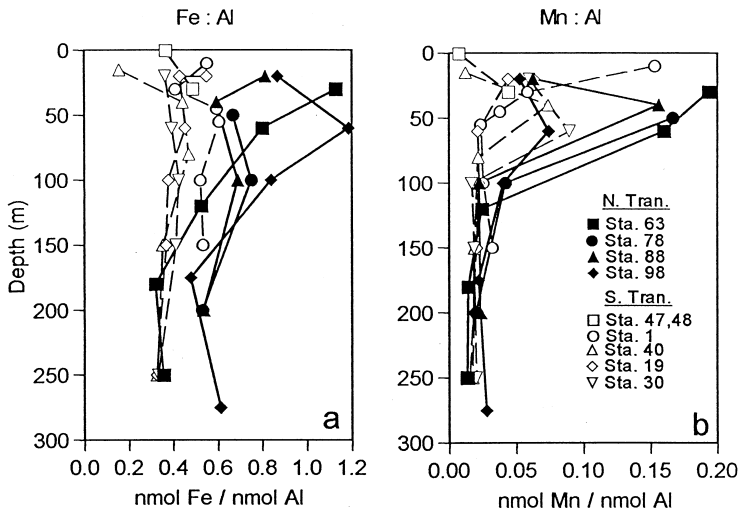 Fe : Al
Mn : Al
0
50
100
150
200
250
300
Depth (m)
0.0 0.2 0.4 0.6 0.8 1.0 1.2
nmol Fe / nmol Al
a
0
50
100
150
200
250
300
0.00 0.05 0.10 0.15 0.20
nmol Mn / nmol Al
b
N. Tran.
Sta. 63
Sta. 78
Sta. 88
Sta. 98
S. Tran.
Sta. 47,48
Sta. 1
Sta. 40
Sta. 19
Sta. 30